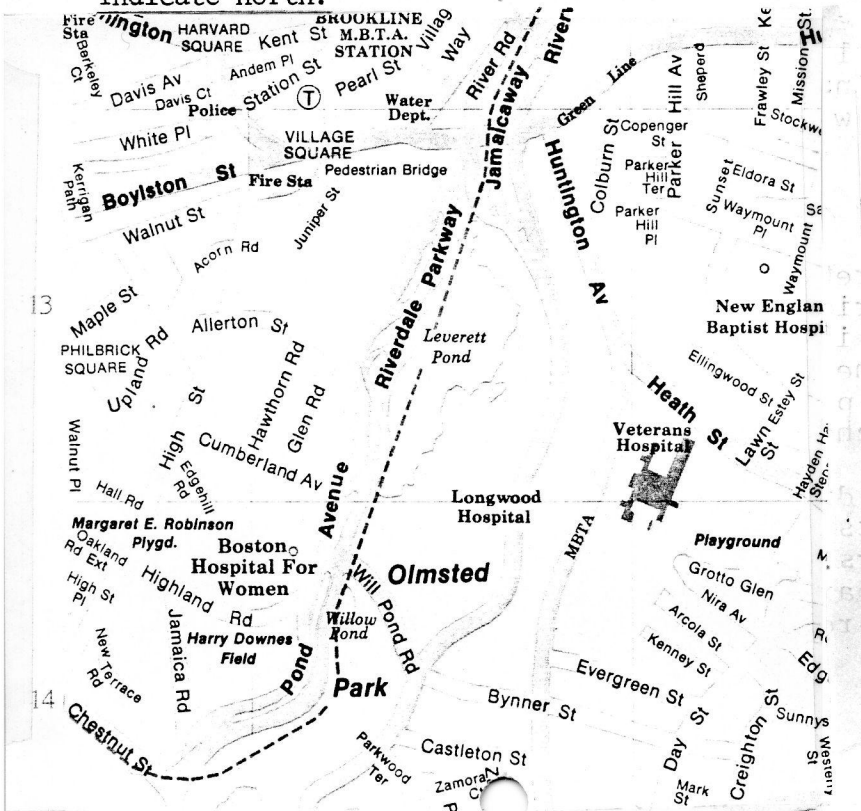 indicate north.
Fire
Sta
HARVARD
SQUARE
Kent St
BROOKLINE
M.B.T.A.
STATION
Village
Way
River Rd
Berkeley
Ct
Davis Av
Davis Ct
Andem Pl
Station St
Police
T
Pearl St
Water
Dept.
White Pl
VILLAGE
SQUARE
Pedestrian Bridge
Kerrigan
Path
Boylston St
Fire Sta
Walnut St
Juniper St
Acorn Rd
Jamaicaway
Green Line
Hill Av
Sheperd
Frawley St
Mission St.
Copenger
St
Colburn St
Parker
Hill
Ter
Parker
Parker
Hill
Pl
Sunset
Eldora St
Waymount
Pl
Waymount
Huntington Av
New Englan
Baptist Hospi
13
Maple St
PHILBRICK
SQUARE
Upland Rd
Allerton St
Hawthorn Rd
Glen Rd
Riverdale Parkway
Leverett
Pond
High St
Cumberland Av
Edgehill
Rd
Walnut Pl
Hall Rd
Heath St
Ellingwood St
Estey St
Lawn
St
Veterans
Hospital
Hayden
Longwood
Hospital
MBTA
Playground
Margaret E. Robinson
Plygd.
Oakland
Rd Ext
Boston
Hospital For
Women
Pond Avenue
Olmsted
Park
Will Pond Rd
Willow
Pond
High St
Pl
Highland Rd
Harry Downes
Field
Jamaica Rd
New Terrace
Rd
14
Chestnut St
Grotto Glen
Nira Av
Arcola St
Kenney St
Evergreen St
Bynner St
Day St
Creighton St
Sunnys
Castleton St
Parkwood
Ter
Zamora
Mark
St